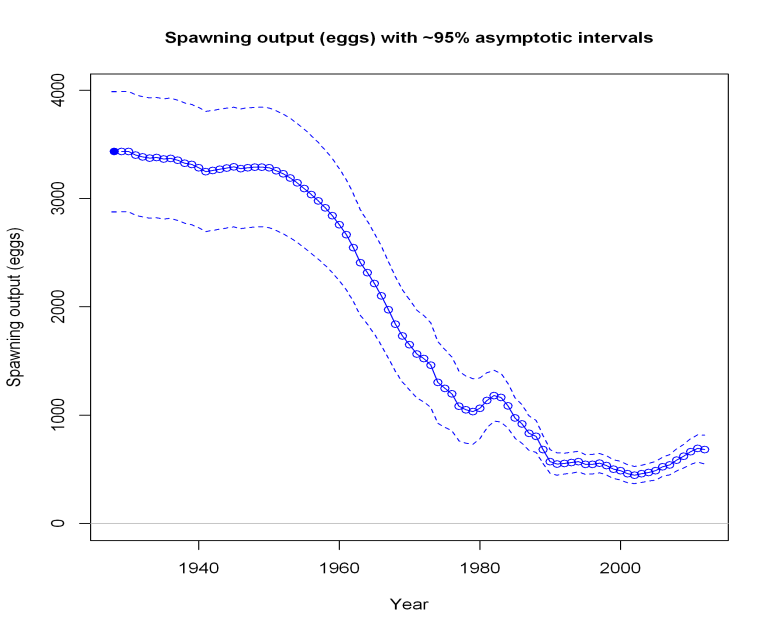 Spawning output (eggs) with ~95% asymptotic intervals
Spawning output (eggs)
4000
3000
2000
1000
0
1940 1960 1980 2000
Year